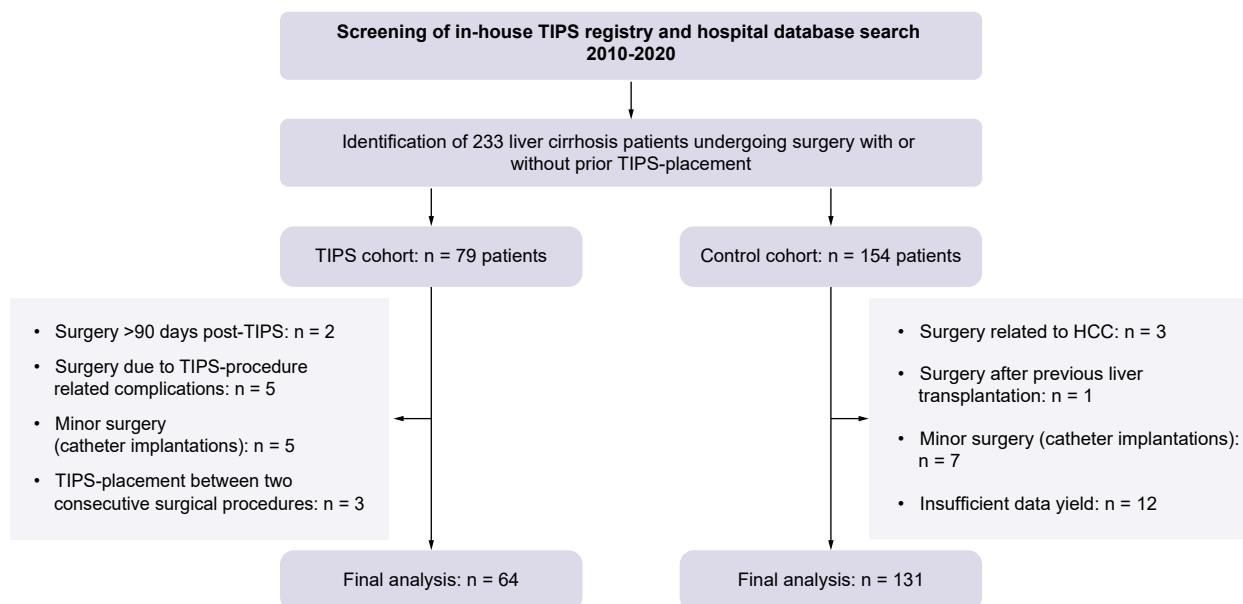 Screening of in-house TIPS registry and hospital database search
2010-2020
Identification of 233 liver cirrhosis patients undergoing surgery with or
without prior TIPS-placement
TIPS cohort: n = 79 patients
Control cohort: n = 154 patients
• Surgery >90 days post-TIPS: n = 2
• Surgery due to TIPS-procedure
related complications: n = 5
• Minor surgery
(catheter implantations): n = 5
• TIPS-placement between two
consecutive surgical procedures: n = 3
• Surgery related to HCC: n = 3
• Surgery after previous liver
transplantation: n = 1
• Minor surgery (catheter implantations):
n = 7
• Insufficient data yield: n = 12
Final analysis: n = 64
Final analysis: n = 131